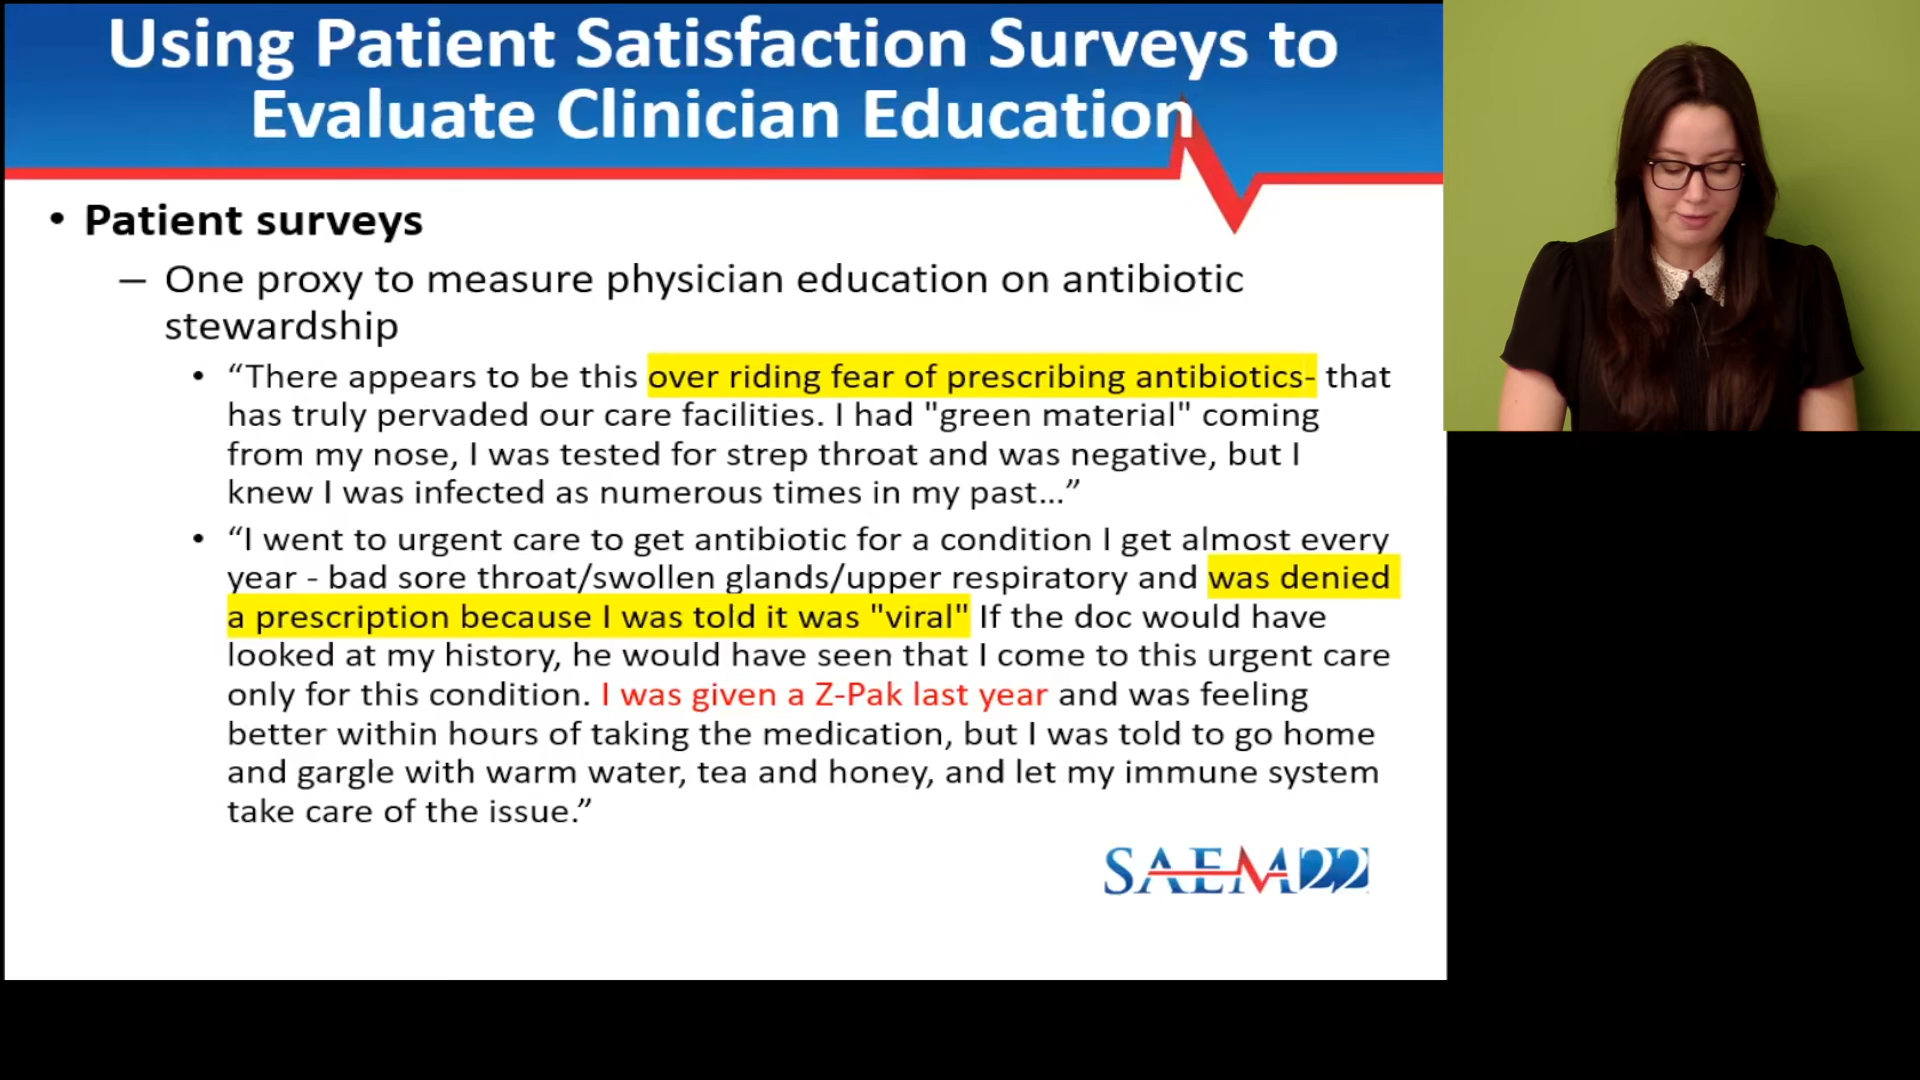 Using Patient Satisfaction Surveys to
Evaluate Clinician Education
• Patient surveys
– One proxy to measure physician education on antibiotic
stewardship
• “There appears to be this over riding fear of prescribing antibiotics- that
has truly pervaded our care facilities. I had "green material" coming
from my nose, I was tested for strep throat and was negative, but I
knew I was infected as numerous times in my past…”
• “I went to urgent care to get antibiotic for a condition I get almost every
year - bad sore throat/swollen glands/upper respiratory and was denied
a prescription because I was told it was "viral" If the doc would have
looked at my history, he would have seen that I come to this urgent care
only for this condition. I was given a Z-Pak last year and was feeling
better within hours of taking the medication, but I was told to go home
and gargle with warm water, tea and honey, and let my immune system
take care of the issue.”
SAEM22